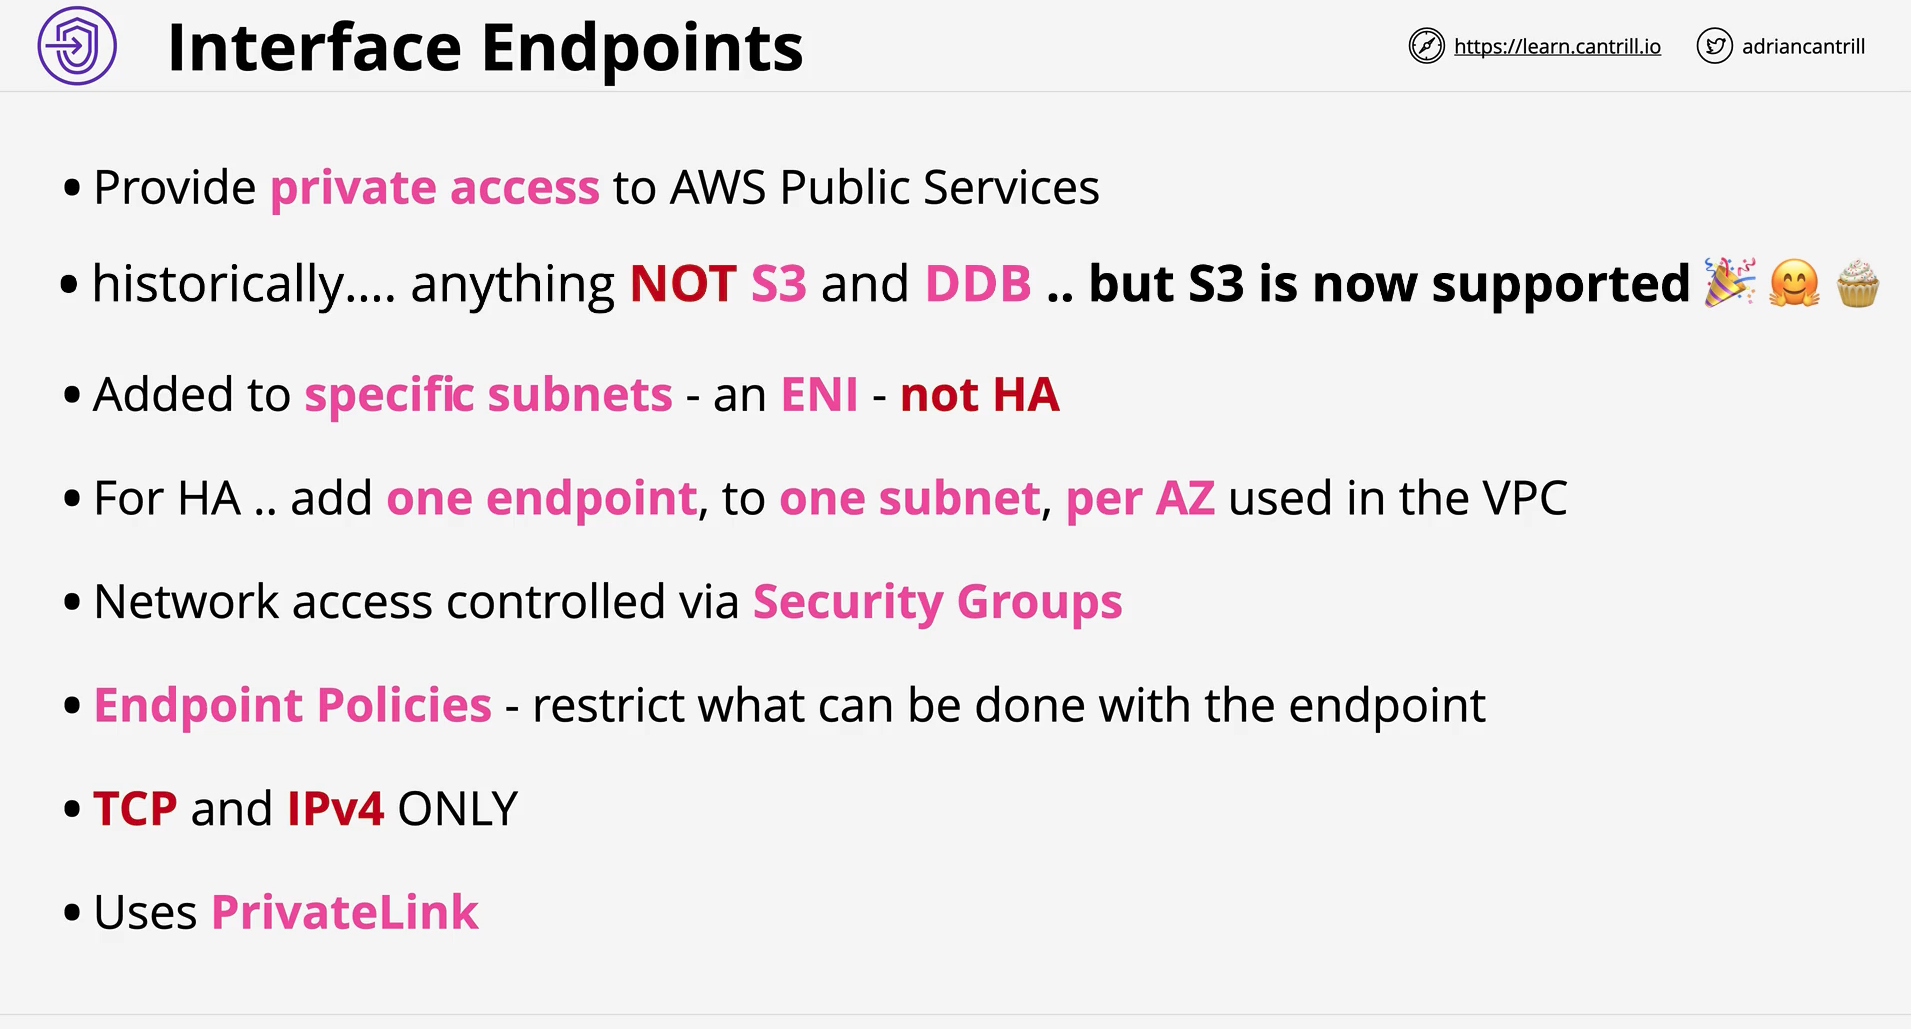 Interface Endpoints
https://learn.cantrill.io
adriancantrill
• Provide private access to AWS Public Services
• historically.... anything NOT S3 and DDB .. but S3 is now supported 🎉 🤗 🧁
• Added to specific subnets - an ENI - not HA
• For HA .. add one endpoint, to one subnet, per AZ used in the VPC
• Network access controlled via Security Groups
• Endpoint Policies - restrict what can be done with the endpoint
• TCP and IPv4 ONLY
• Uses PrivateLink